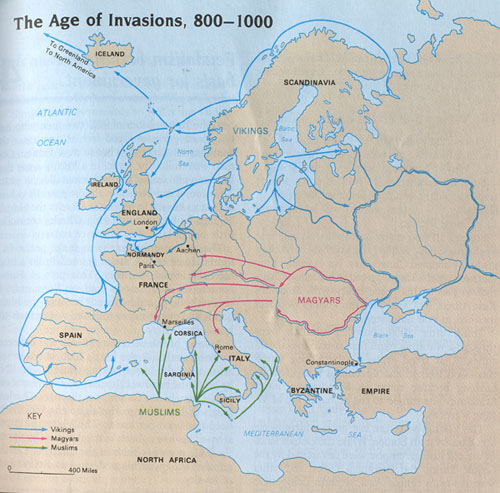 The Age of Invasions, 800–1000
To Greenland
To North America
ICELAND
SCANDINAVIA
ATLANTIC
OCEAN
VIKINGS
Baltic
Sea
North
Sea
IRELAND
ENGLAND
London
Aachen
NORMANDY
Paris
FRANCE
MAGYARS
Marseilles
CORSICA
Black Sea
SPAIN
Rome
ITALY
Constantinople
SARDINIA
BYZANTINE EMPIRE
SICILY
MUSLIMS
KEY
Vikings
Magyars
Muslims
MEDITERRANEAN SEA
NORTH AFRICA
0 400 Miles